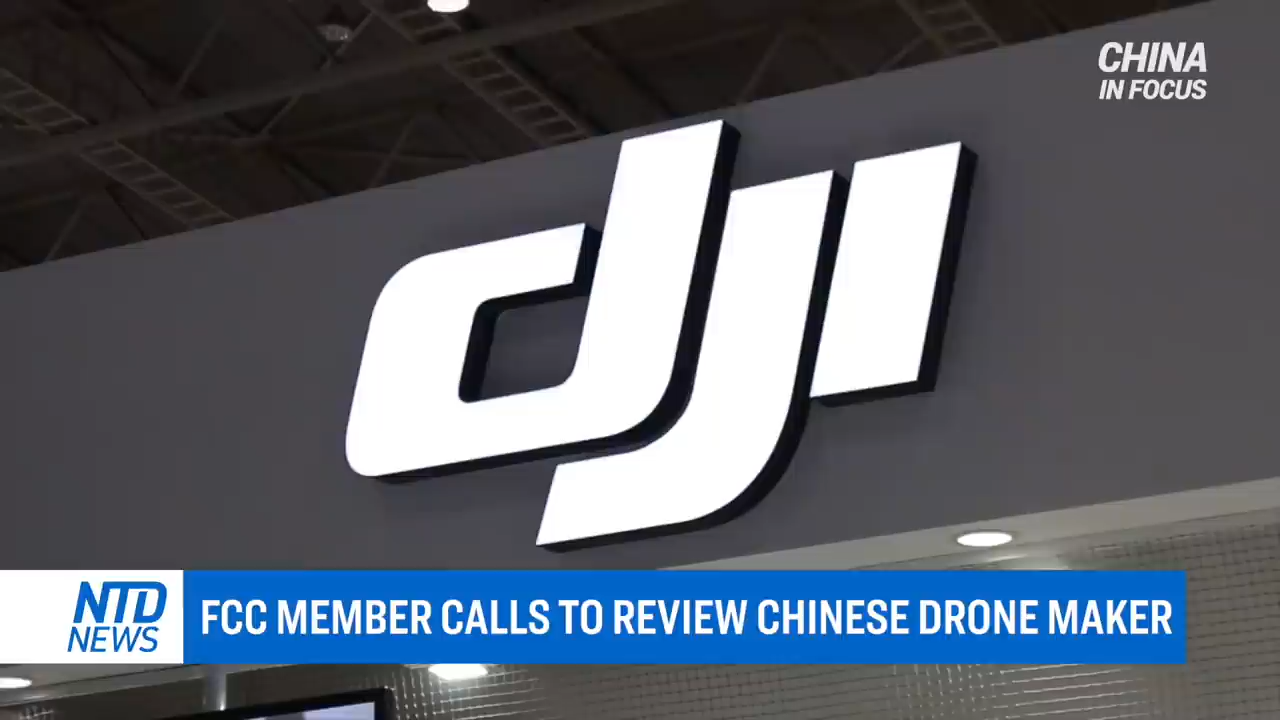 CHINA
IN FOCUS
dji
NTD
NEWS
FCC MEMBER CALLS TO REVIEW CHINESE DRONE MAKER